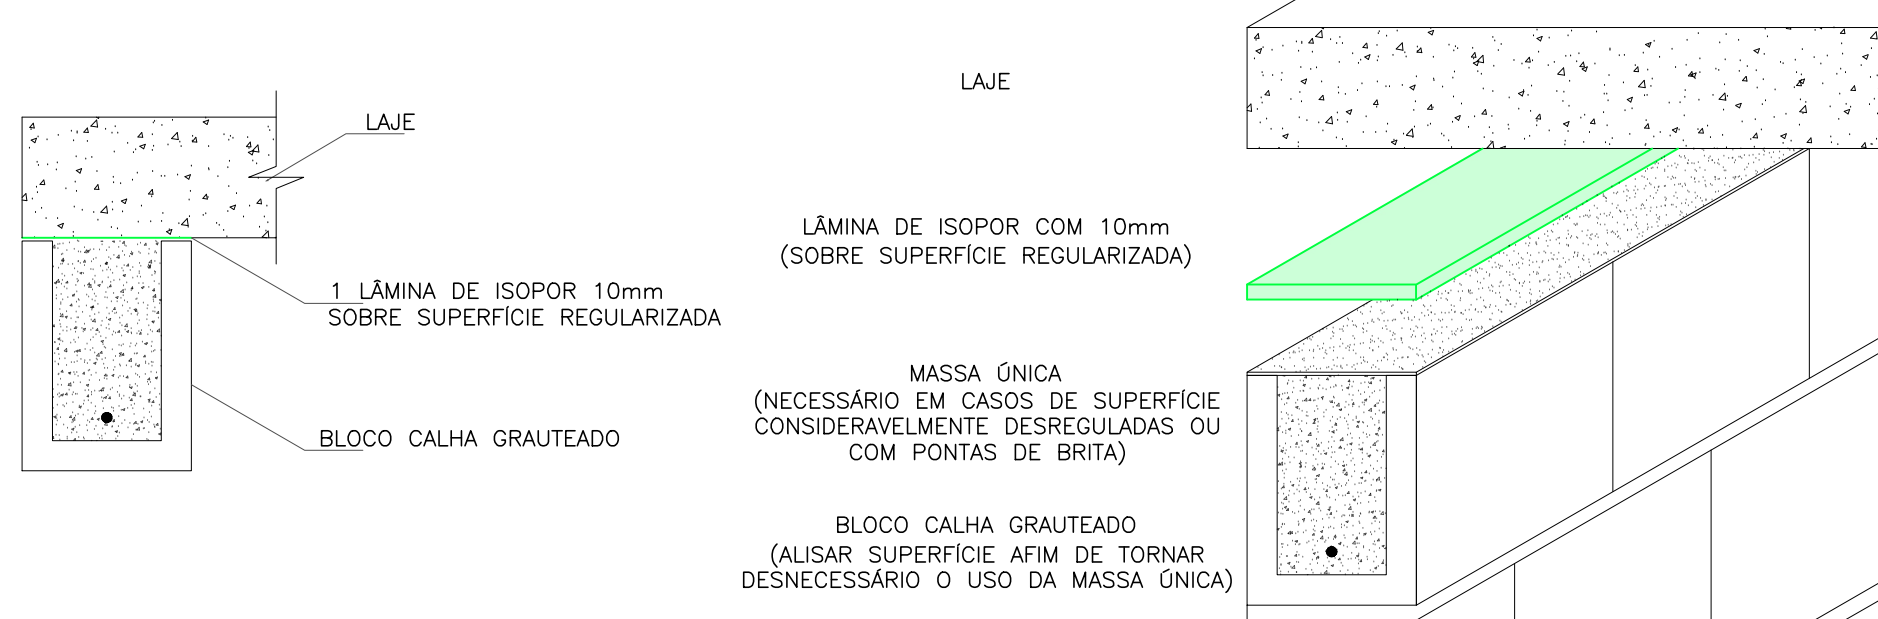 LAJE
1 LÂMINA DE ISOPOR 10mm
SOBRE SUPERFÍCIE REGULARIZADA
BLOCO CALHA GRAUTEADO
LAJE
LÂMINA DE ISOPOR COM 10mm
(SOBRE SUPERFÍCIE REGULARIZADA)
MASSA ÚNICA
(NECESSÁRIO EM CASOS DE SUPERFÍCIE
CONSIDERAVELMENTE DESREGULADAS OU
COM PONTAS DE BRITA)
BLOCO CALHA GRAUTEADO
(ALISAR SUPERFÍCIE AFIM DE TORNAR
DESNECESSÁRIO O USO DA MASSA ÚNICA)